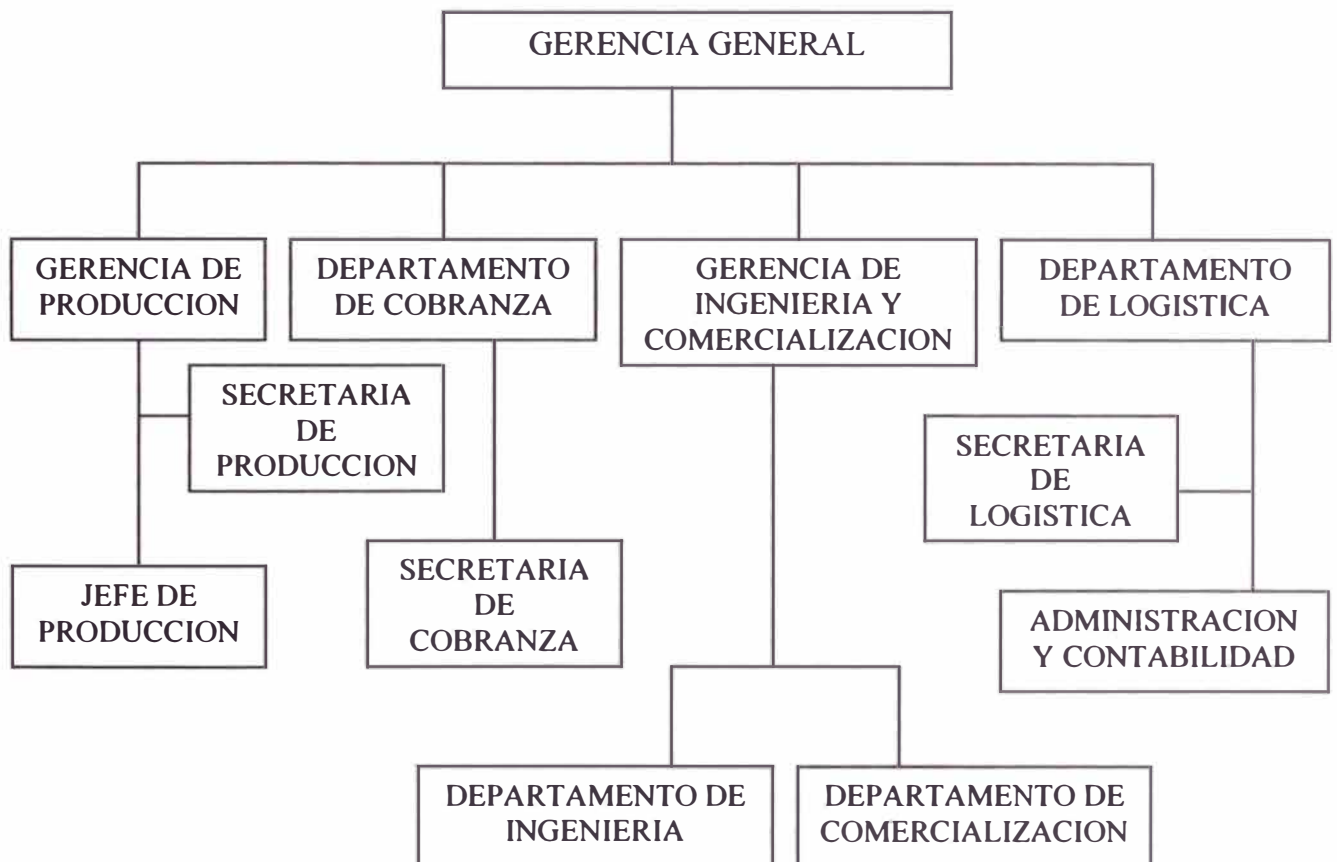 GERENCIA GENERAL
GERENCIA DE
PRODUCCION
DEPARTAMENTO
DE COBRANZA
GERENCIA DE
INGENIERIA Y
COMERCIALIZACION
DEPARTAMENTO
DE LOGISTICA
SECRETARIA
DE
PRODUCCION
SECRETARIA
DE
LOGISTICA
JEFE DE
PRODUCCION
SECRETARIA
DE
COBRANZA
ADMINISTRACION
Y CONTABILIDAD
DEPARTAMENTO DE
INGENIERIA
DEPARTAMENTO DE
COMERCIALIZACION